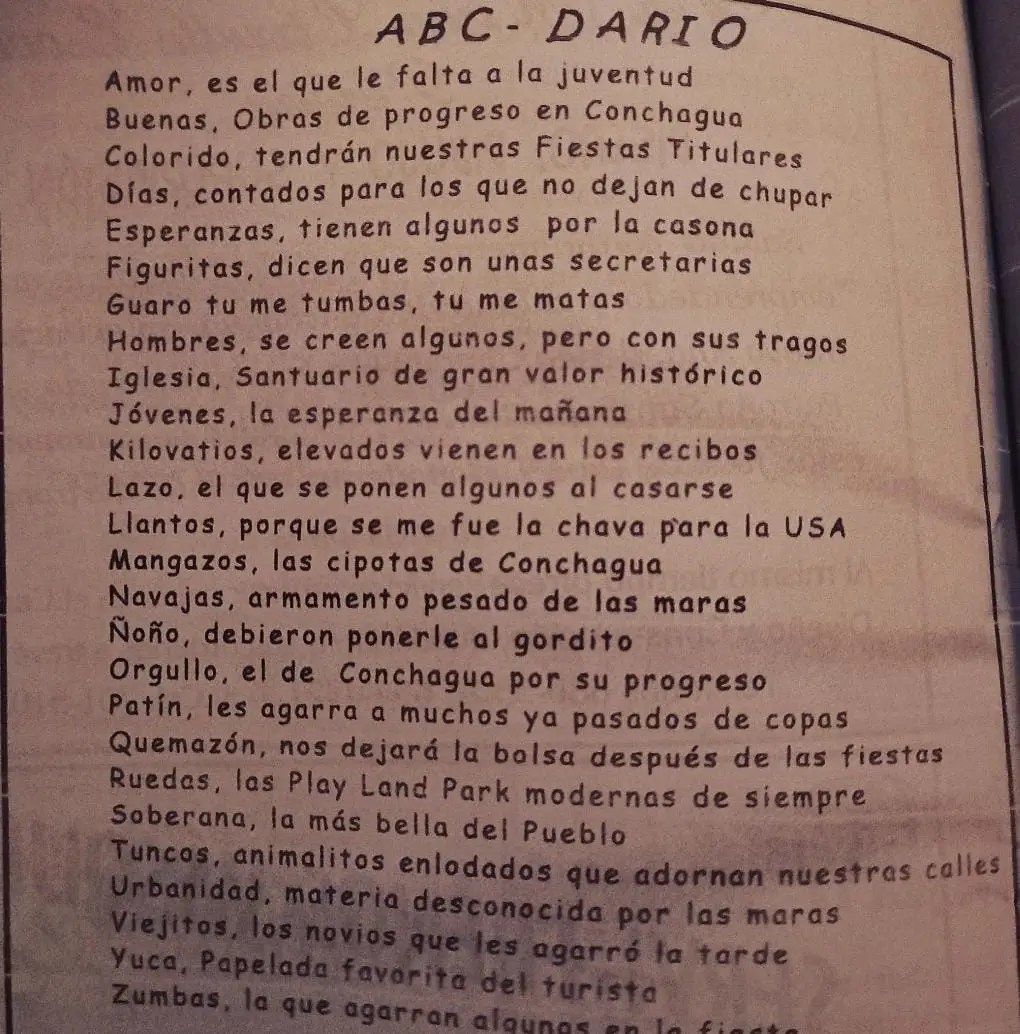 ABC-DARIO
Amor, es el que le falta a la juventud
Buenas, Obras de progreso en Conchagua
Colorido, tendrán nuestras Fiestas Titulares
Días, contados para los que no dejan de chupar
Esperanzas, tienen algunos por la casona
Figuritas, dicen que son unas secretarias
Guaro tu me tumbas, tu me matas
Hombres, se creen algunos, pero con sus tragos
Iglesia, Santuario de gran valor histórico
Jóvenes, la esperanza del mañana
Kilovatios, elevados vienen en los recibos
Lazo, el que se ponen algunos al casarse
Llantos, porque se me fue la chava para la USA
Mangazos, las cipotas de Conchagua
Navajas, armamento pesado de las maras
Ñoño, debieron ponerle al gordito
Orgullo, el de Conchagua por su progreso
Patín, les agarra a muchos ya pasados de copas
Quemazón, nos dejará la bolsa después de las fiestas
Ruedas, las Play Land Park modernas de siempre
Soberana, la más bella del Pueblo
Tuncos, animalitos enlodados que adornan nuestras calles
Urbanidad, materia desconocida por las maras
Viejitos, los novios que les agarró la tarde
Yuca, Papelada favorita del turista
Zumbas, la que agarran algunas en la fiesta